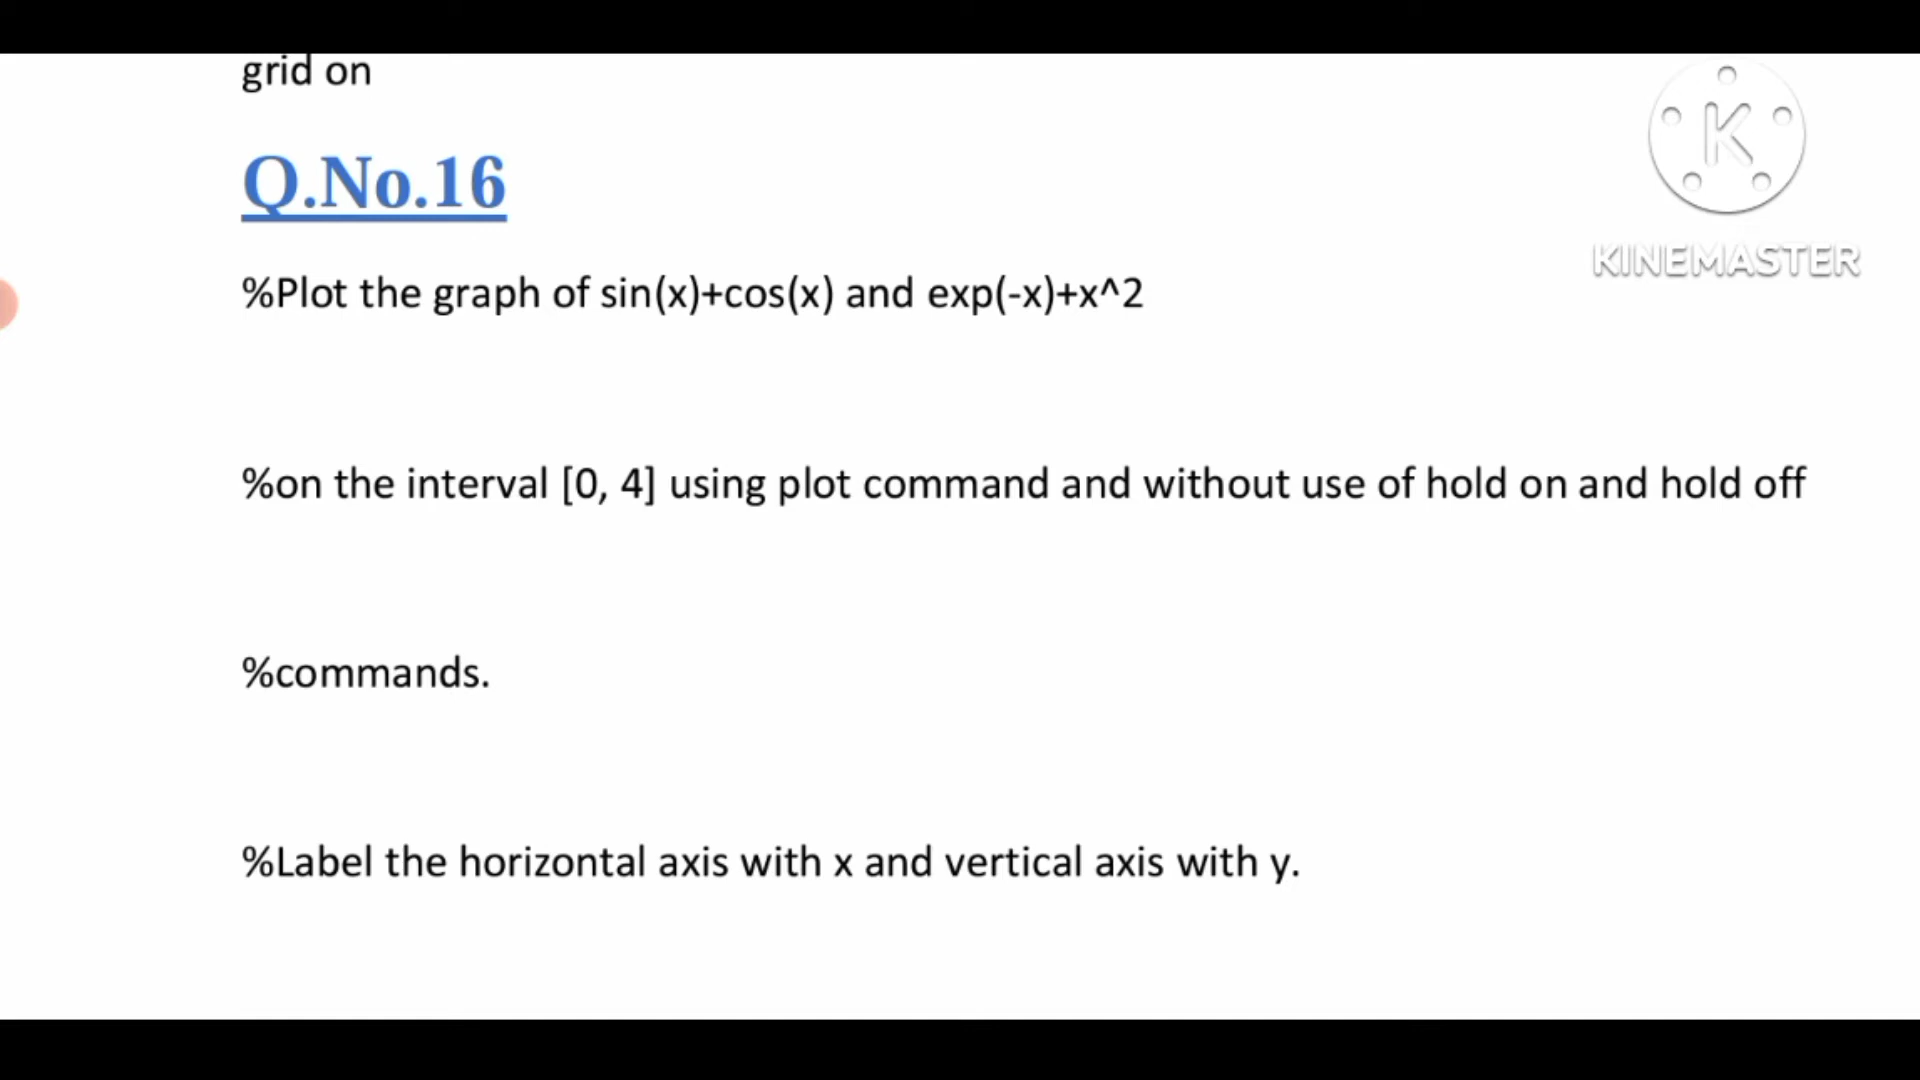 grid on
Q.No.16
K
KINEMASTER
%Plot the graph of sin(x)+cos(x) and exp(-x)+x^2
%on the interval [0, 4] using plot command and without use of hold on and hold off
%commands.
%Label the horizontal axis with x and vertical axis with y.